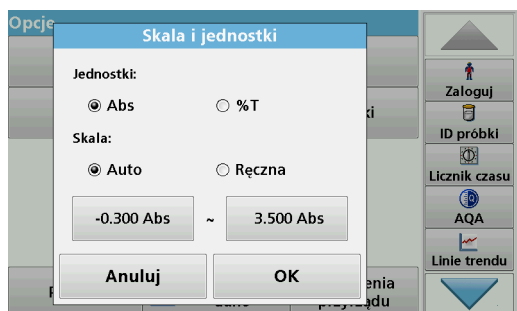 Opcje
Skala i jednostki
Jednostki:
Abs
%T
Skala:
Auto
Ręczna
-0.300 Abs
~
3.500 Abs
Anuluj
OK
Zaloguj
ID próbki
Licznik czasu
AQA
Linie trendu